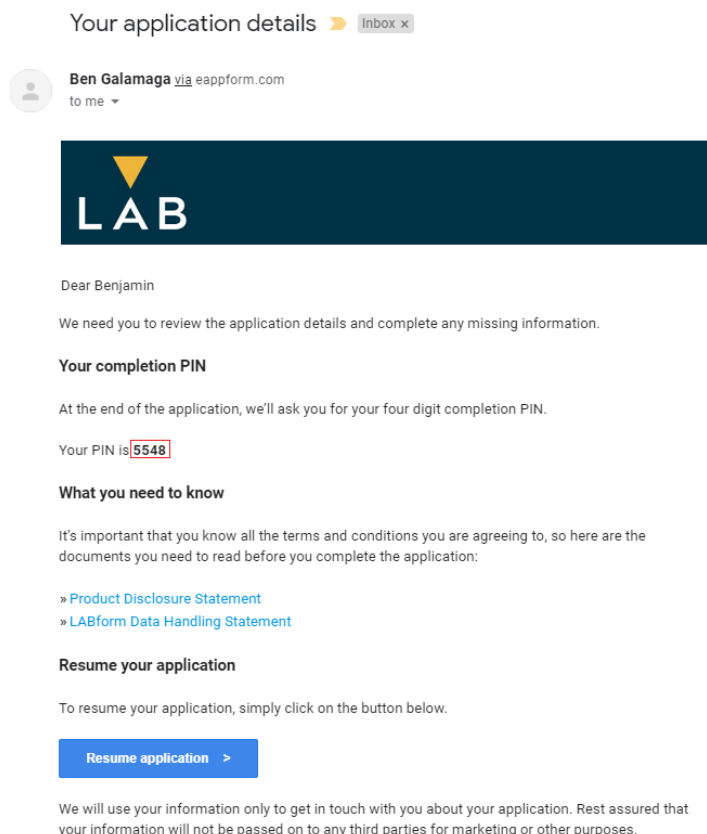 Your application details Inbox x
Ben Galamaga via eappform.com
to me
LAB
Dear Benjamin
We need you to review the application details and complete any missing information.
Your completion PIN
At the end of the application, we'll ask you for your four digit completion PIN.
Your PIN is 5548
What you need to know
It's important that you know all the terms and conditions you are agreeing to, so here are the
documents you need to read before you complete the application:
» Product Disclosure Statement
» LABform Data Handling Statement
Resume your application
To resume your application, simply click on the button below.
Resume application >
We will use your information only to get in touch with you about your application. Rest assured that
your information will not be passed on to any third parties for marketing or other purposes.